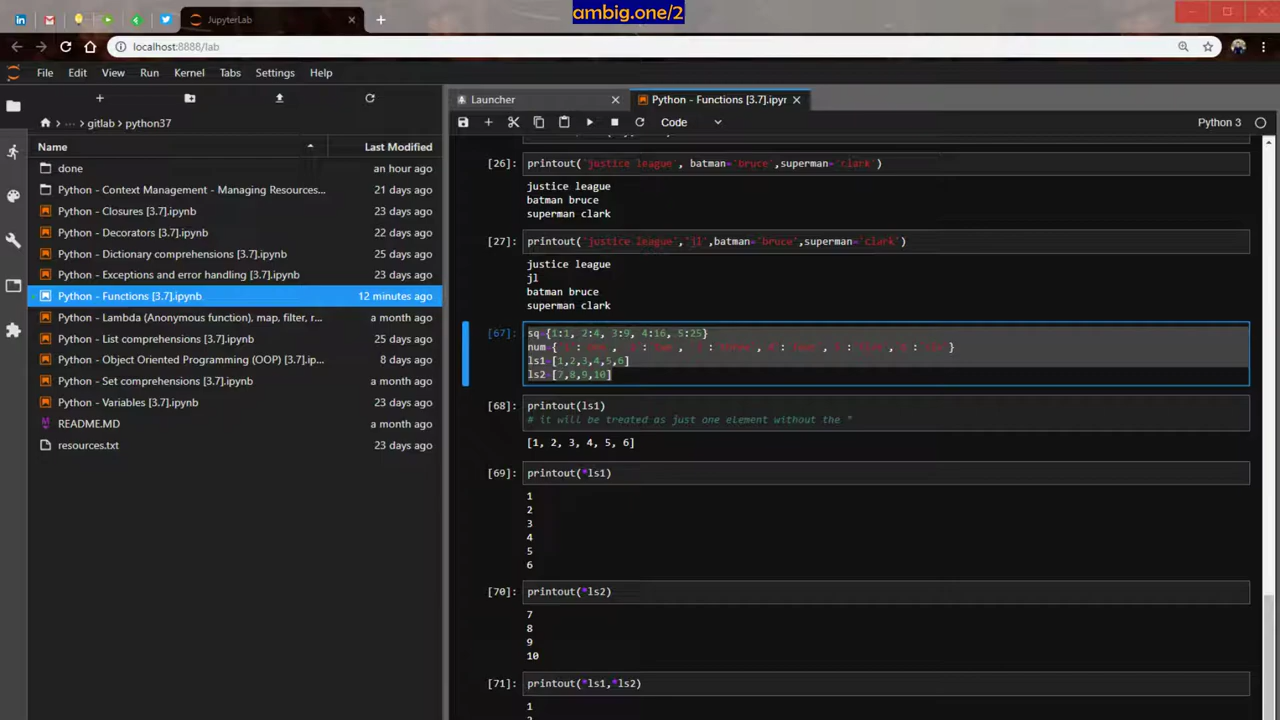 ambig.one/2
JupyterLab
localhost:8888/lab
File Edit View Run Kernel Tabs Settings Help
Launcher
Python - Functions [3.7].ipyr
... gitlab python37
Code
Python 3
Name Last Modified
done an hour ago
Python - Context Management - Managing Resources... 21 days ago
Python - Closures [3.7].ipynb 23 days ago
Python - Decorators [3.7].ipynb 22 days ago
Python - Dictionary comprehensions [3.7].ipynb 25 days ago
Python - Exceptions and error handling [3.7].ipynb 23 days ago
Python - Functions [3.7].ipynb 12 minutes ago
Python - Lambda (Anonymous function), map, filter, r... a month ago
Python - List comprehensions [3.7].ipynb 23 days ago
Python - Object Oriented Programming (OOP) [3.7].ip... 8 days ago
Python - Set comprehensions [3.7].ipynb 23 days ago
Python - Variables [3.7].ipynb 23 days ago
README.MD a month ago
resources.txt 23 days ago
[26]: printout('justice league', batman='bruce',superman='clark')
justice league
batman bruce
superman clark
[27]: printout('justice league','jl',batman='bruce',superman='clark')
justice league
jl
batman bruce
superman clark
[67]: sq={1:1, 2:4, 3:9, 4:16, 5:25}
num={
ls1=[1,2,3,4,5,6]
ls2=[7,8,9,10]
[68]: printout(ls1)
# it will be treated as just one element without the *
[1, 2, 3, 4, 5, 6]
[69]: printout(*ls1)
1
2
3
4
5
6
[70]: printout(*ls2)
7
8
9
10
[71]: printout(*ls1,*ls2)
1